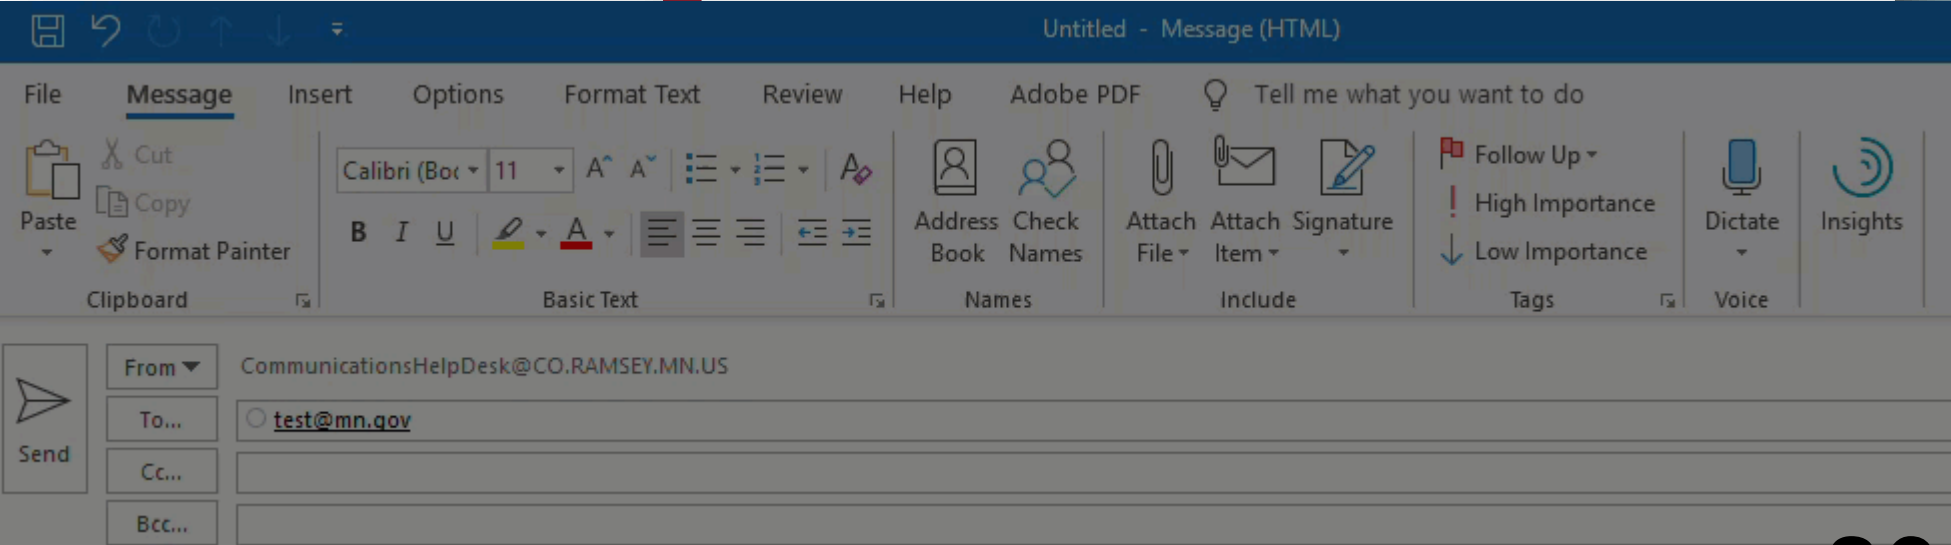 Untitled - Message (HTML)
File Message Insert Options Format Text Review Help Adobe PDF Tell me what you want to do
Paste
Cut
Copy
Format Painter
Clipboard
Calibri (Boc 11
B I U
Basic Text
Address Book
Check Names
Names
Attach File
Attach Item
Signature
Include
Follow Up
High Importance
Low Importance
Tags
Dictate
Voice
Insights
Send
From CommunicationsHelpDesk@CO.RAMSEY.MN.US
To... test@mn.gov
Cc...
Bcc...